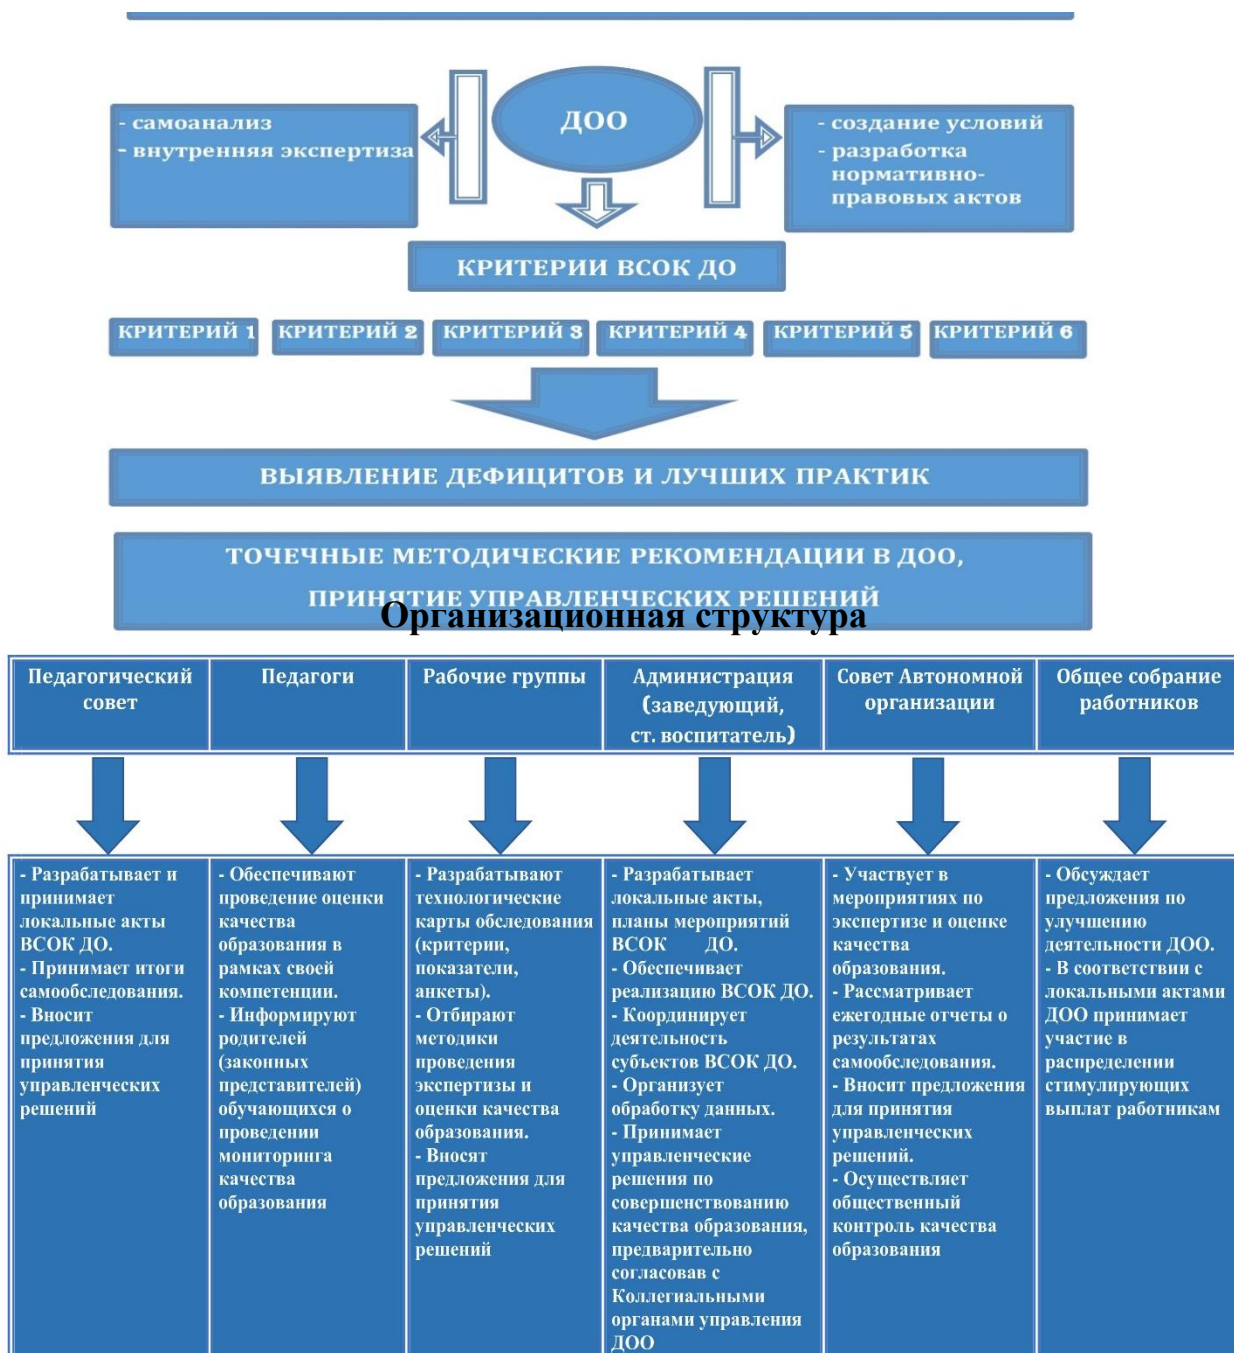 ДОО
- самоанализ
- внутренняя экспертиза
- создание условий
- разработка
нормативно-
правовых актов
КРИТЕРИИ ВСОК ДО
КРИТЕРИЙ 1
КРИТЕРИЙ 2
КРИТЕРИЙ 3
КРИТЕРИЙ 4
КРИТЕРИЙ 5
КРИТЕРИЙ 6
ВЫЯВЛЕНИЕ ДЕФИЦИТОВ И ЛУЧШИХ ПРАКТИК
ТОЧЕЧНЫЕ МЕТОДИЧЕСКИЕ РЕКОМЕНДАЦИИ В ДОО,
ПРИНЯТИЕ УПРАВЛЕНЧЕСКИХ РЕШЕНИЙ
Организационная структура
Педагогический
совет
Педагоги
Рабочие группы
Администрация
(заведующий,
ст. воспитатель)
Совет Автономной
организации
Общее собрание
работников
- Разрабатывает и
принимает
локальные акты
ВСОК ДО.
- Принимает итоги
самообследования.
- Вносит
предложения для
принятия
управленческих
решений
- Обеспечивают
проведение оценки
качества
образования в
рамках своей
компетенции.
- Информируют
родителей
(законных
представителей)
обучающихся о
проведении
мониторинга
качества
образования
- Разрабатывают
технологические
карты обследования
(критерии,
показатели,
анкеты).
- Отбирают
методики
проведения
экспертизы и
оценки качества
образования.
- Вносят
предложения для
принятия
управленческих
решений
- Разрабатывает
локальные акты,
планы мероприятий
ВСОК ДО.
- Обеспечивает
реализацию ВСОК ДО.
- Координирует
деятельность
субъектов ВСОК ДО.
- Организует
обработку данных.
- Принимает
управленческие
решения по
совершенствованию
качества образования,
предварительно
согласовав с
Коллегиальными
органами управления
ДОО
- Участвует в
мероприятиях по
экспертизе и оценке
качества
образования.
- Рассматривает
ежегодные отчеты о
результатах
самообследования.
- Вносит предложения
для принятия
управленческих
решений.
- Осуществляет
общественный
контроль качества
образования
- Обсуждает
предложения по
улучшению
деятельности ДОО.
- В соответствии с
локальными актами
ДОО принимает
участие в
распределении
стимулирующих
выплат работникам